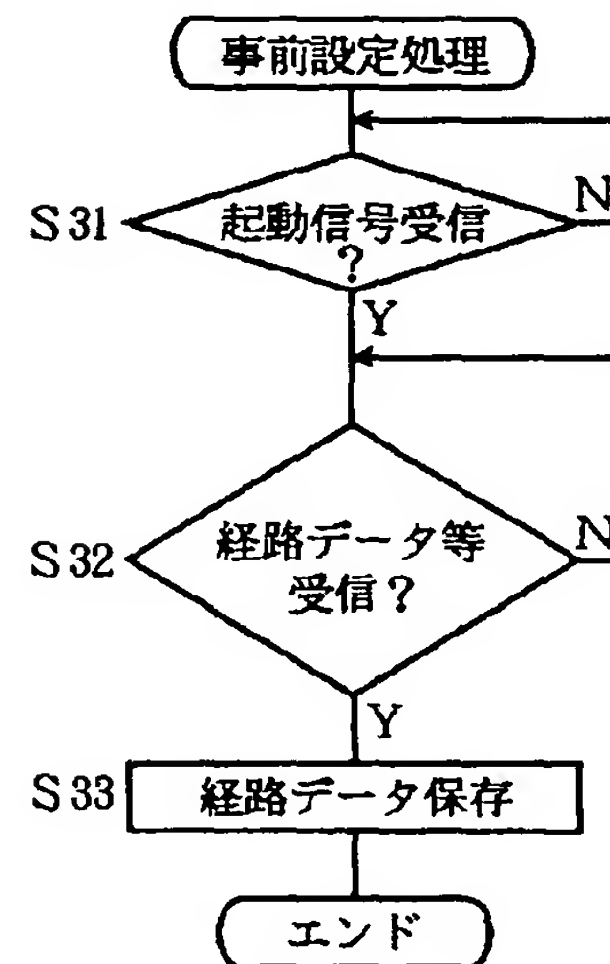 事前設定処理
S31
起動信号受信
?
N
Y
S32
経路データ等
受信?
N
Y
S33
経路データ保存
エンド